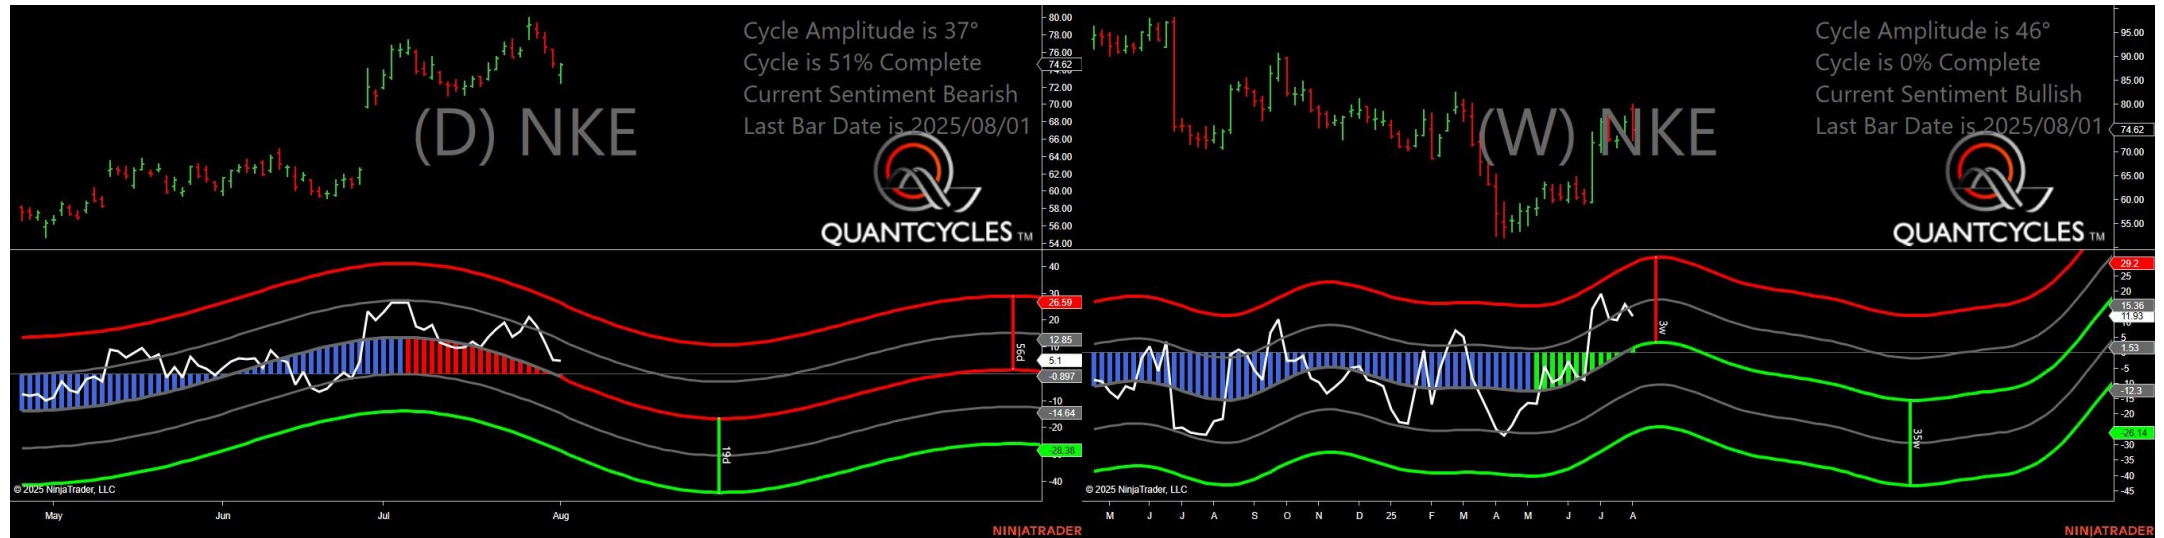 Cycle Amplitude is 37°
Cycle is 51% Complete
Current Sentiment Bearish
Last Bar Date is 2025/08/01
(D) NKE
QUANTCYCLES TM
80.00
78.00
76.00
74.62
72.00
70.00
68.00
66.00
64.00
62.00
60.00
58.00
56.00
54.00
40
30
26.59
20
12.85
10
5.1
-0.897
-10
-14.64
-20
-28.38
-40
56d
19d
© 2025 NinjaTrader, LLC
May Jun Jul Aug
NINJATRADER
Cycle Amplitude is 46°
Cycle is 0% Complete
Current Sentiment Bullish
Last Bar Date is 2025/08/01
(W) NKE
QUANTCYCLES TM
95.00
90.00
85.00
80.00
74.62
70.00
65.00
60.00
55.00
29.2
25
20
15.36
11.93
5
1.53
-5
-10
-12.3
-15
-20
-26.14
-30
-35
-40
-45
3w
35w
© 2025 NinjaTrader, LLC
M J J A S O N D 25 F M A M J J A
NINJATRADER